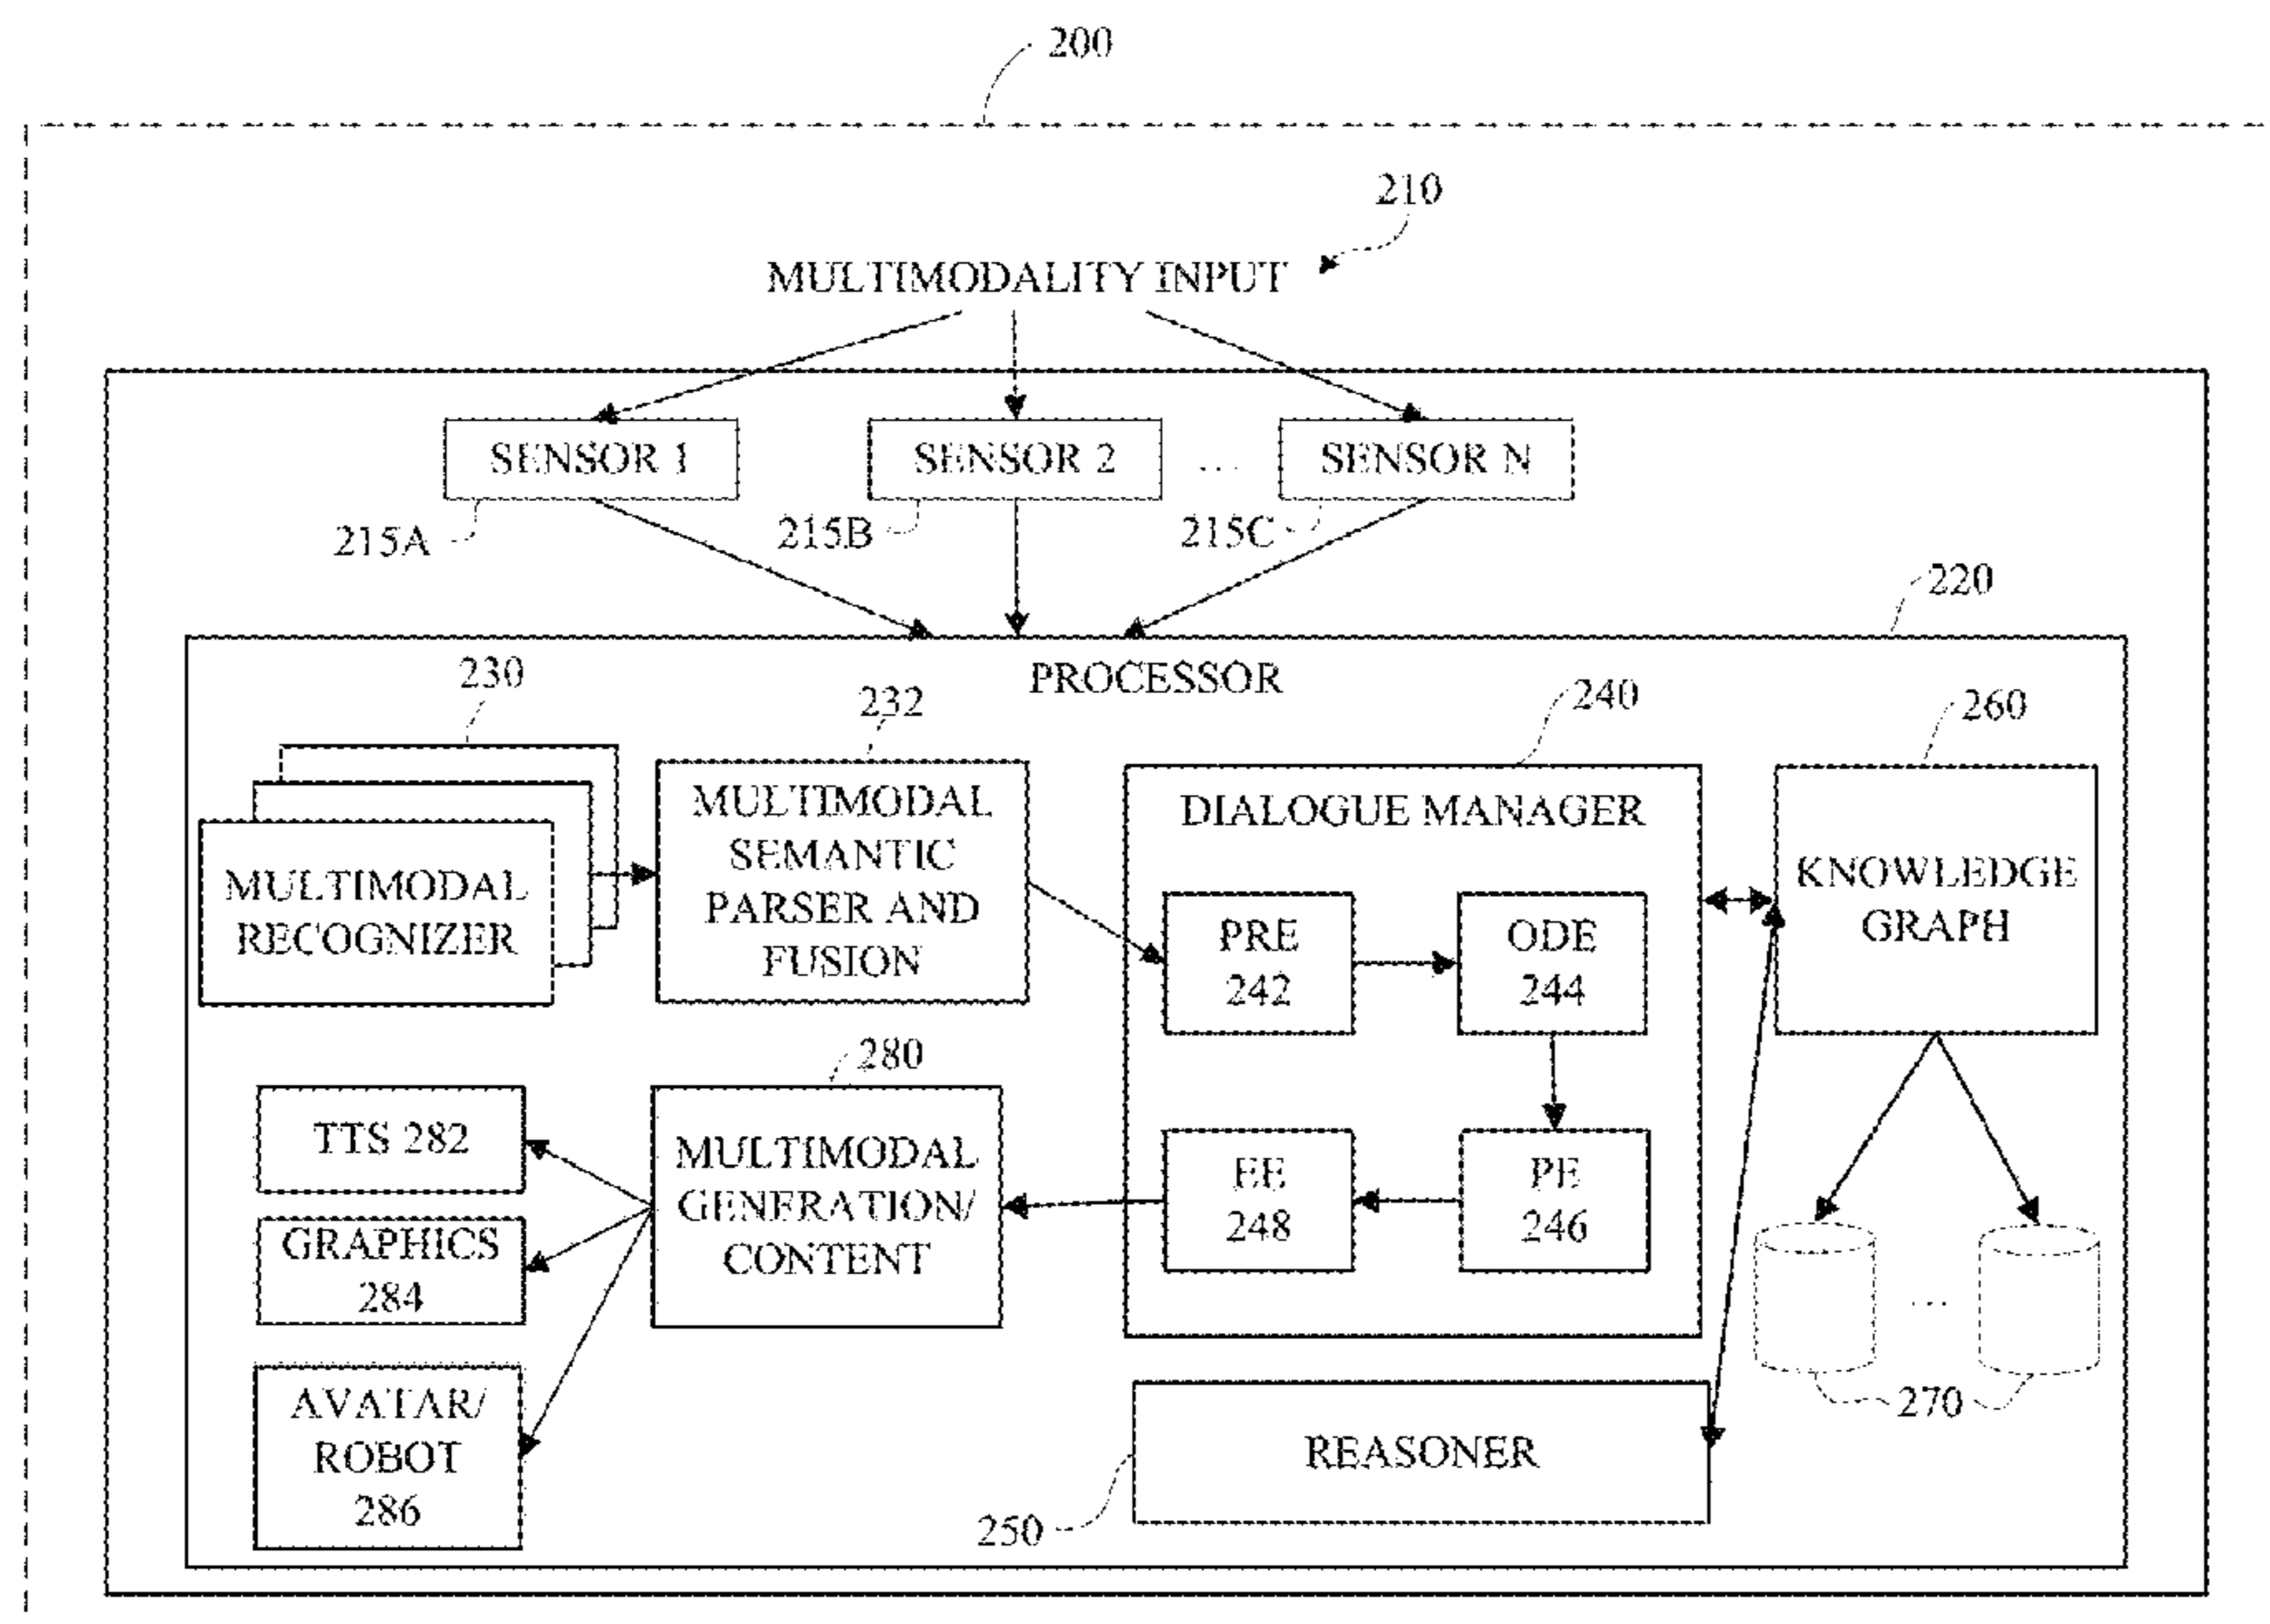 200
210
MULTIMODALITY INPUT
SENSOR 1
SENSOR 2
...
SENSOR N
215A
215B
215C
220
PROCESSOR
230
232
240
260
MULTIMODAL
RECOGNIZER
MULTIMODAL
SEMANTIC
PARSER AND
FUSION
DIALOGUE MANAGER
PRE
242
ODE
244
KNOWLEDGE
GRAPH
280
TTS 282
GRAPHICS
284
AVATAR/
ROBOT
286
MULTIMODAL
GENERATION/
CONTENT
EE
248
PE
246
...
270
REASONER
250